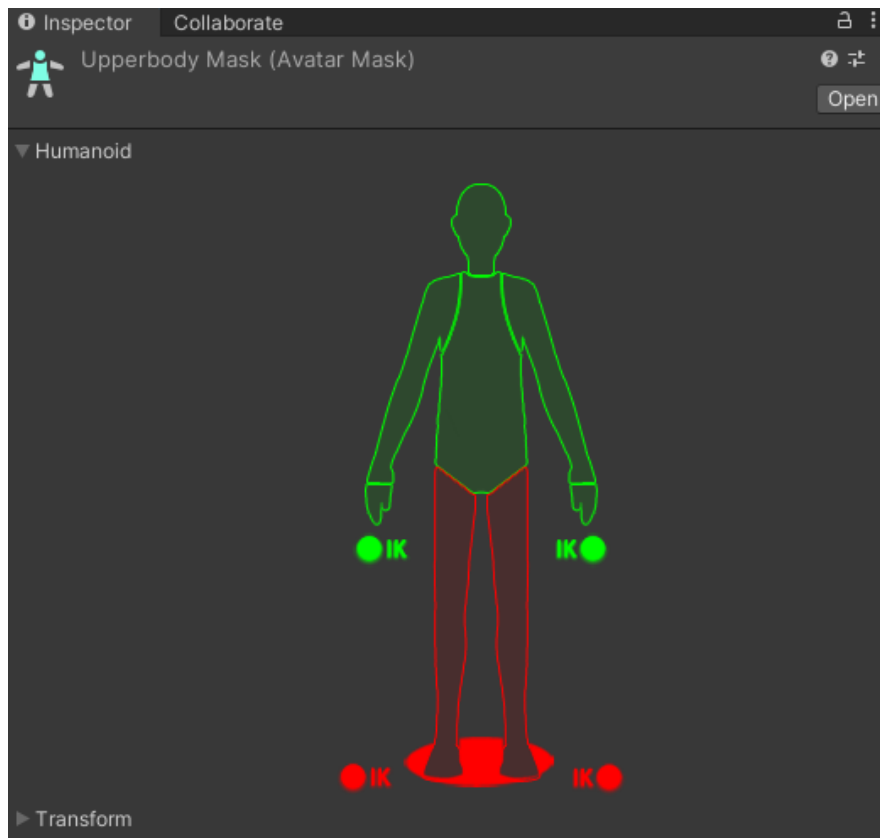 Inspector Collaborate
Upperbody Mask (Avatar Mask)
Open
Humanoid
IK IK
IK IK
Transform